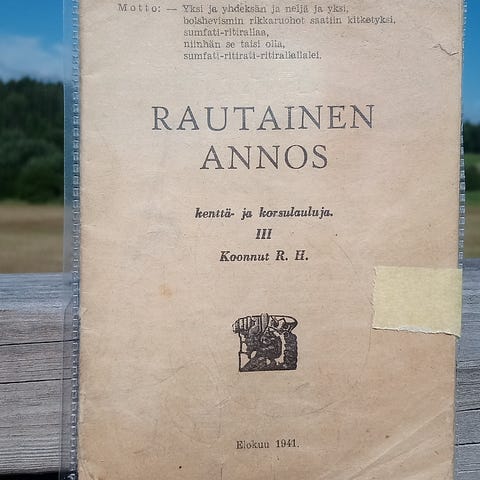 Motto: — Yksi ja yhdeksän ja neljä ja yksi,
bolshevismin rikkaruohot saatiin kitketyksi,
sumfati-ritirallaa,
niinhän se taisi olla,
sumfati-ritirati-ritirallallalei.
RAUTAINEN
ANNOS
kenttä- ja korsulauluja.
III
Koonnut R. H.
Elokuu 1941.